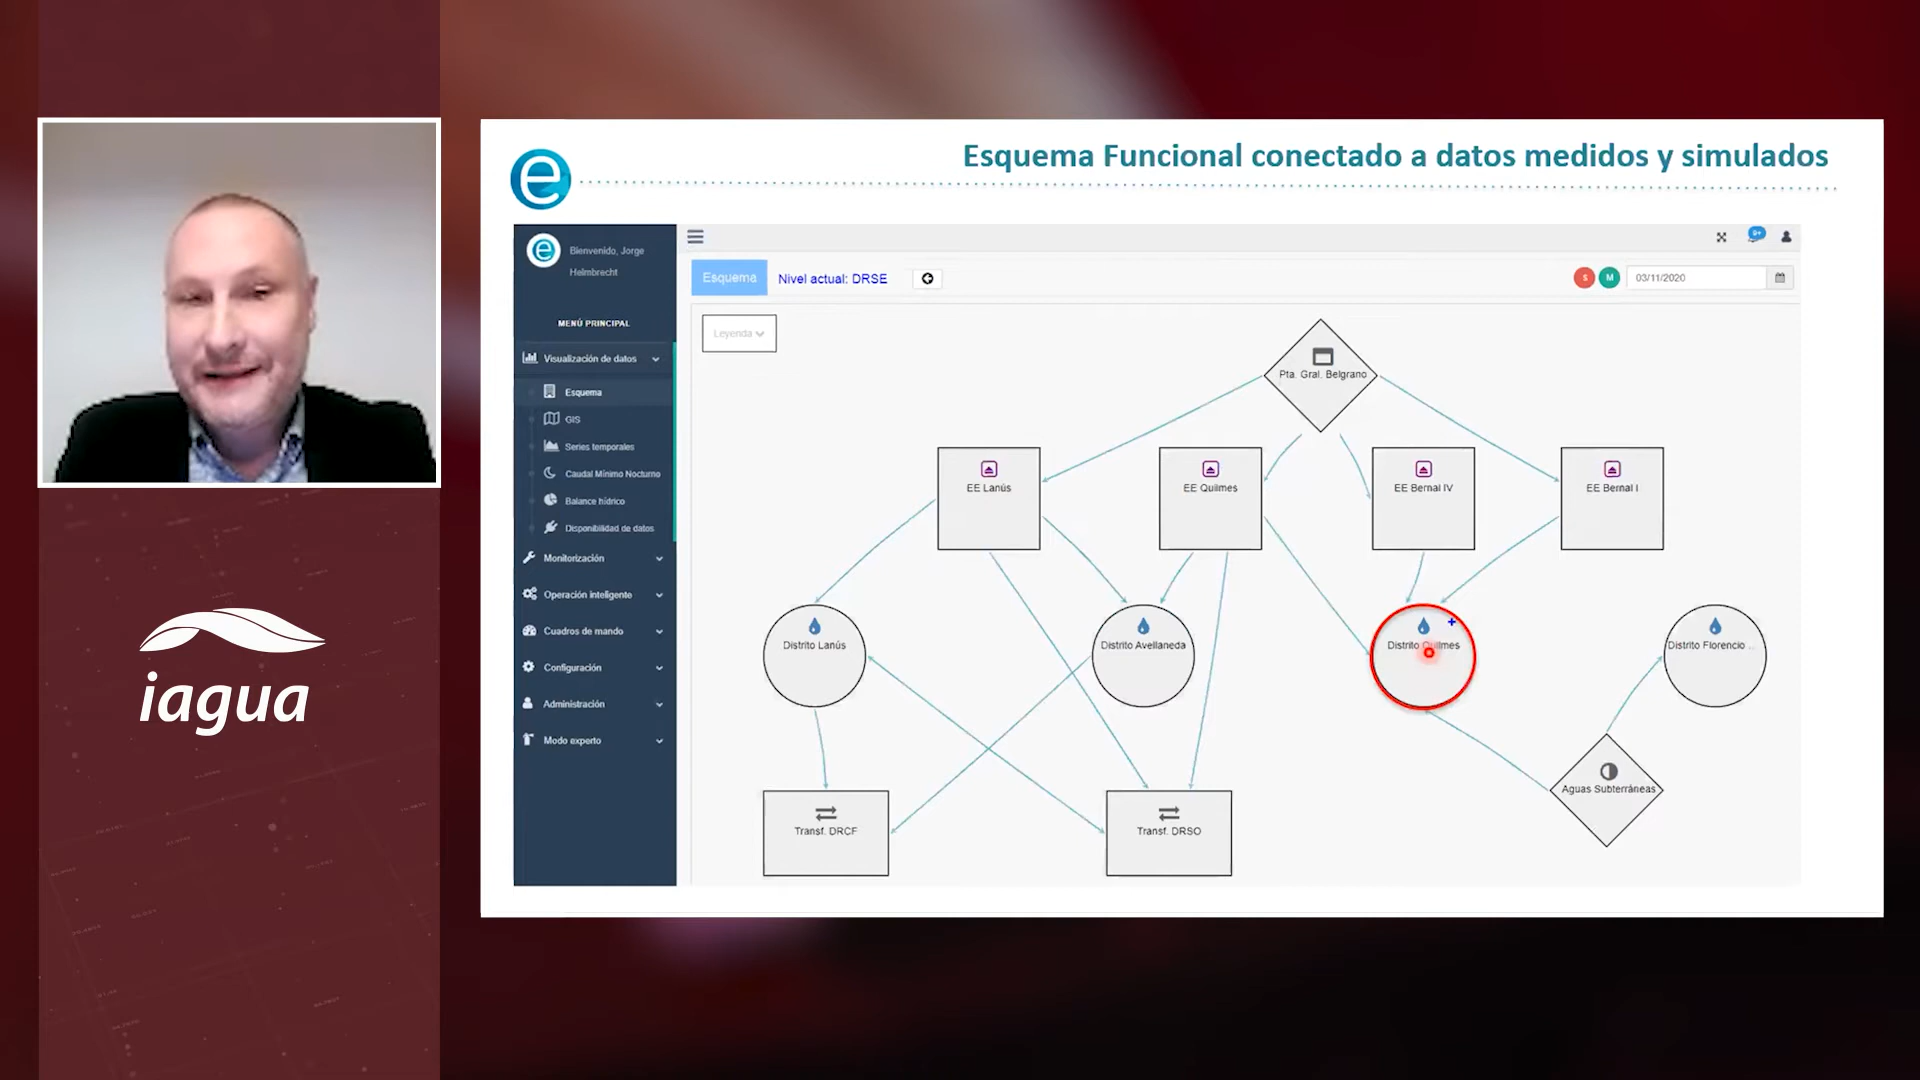 Esquema Funcional conectado a datos medidos y simulados
e
Bienvenido, Jorge
Helmbrecht
MENÚ PRINCIPAL
Visualización de datos
Esquema
GIS
Series temporales
Caudal Mínimo Nocturno
Balance hídrico
Disponibilidad de datos
Monitorización
Operación inteligente
Cuadros de mando
Configuración
Administración
Modo experto
9+
Esquema
Nivel actual: DRSE
S
M
03/11/2020
Leyenda
Pta. Gral. Belgrano
EE Lanús
EE Quilmes
EE Bernal IV
EE Bernal I
Distrito Lanús
Distrito Avellaneda
Distrito Quilmes
Distrito Florencio ...
Aguas Subterráneas
Transf. DRCF
Transf. DRSO
iagua